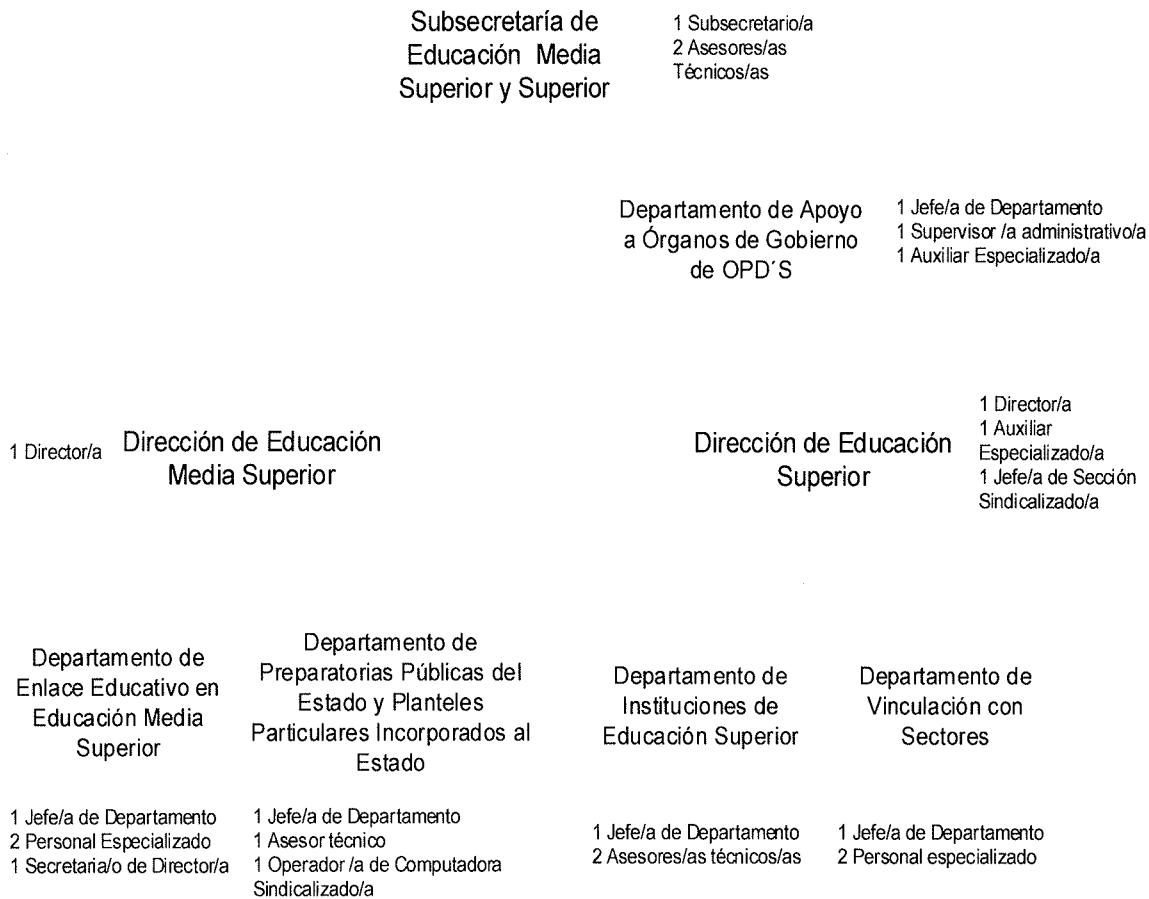 Subsecretaría de
Educación Media
Superior y Superior
1 Subsecretario/a
2 Asesores/as
Técnicos/as
Departamento de Apoyo
a Órganos de Gobierno
de OPD´S
1 Jefe/a de Departamento
1 Supervisor /a administrativo/a
1 Auxiliar Especializado/a
1 Director/a
Dirección de Educación
Media Superior
Dirección de Educación
Superior
1 Director/a
1 Auxiliar
Especializado/a
1 Jefe/a de Sección
Sindicalizado/a
Departamento de
Enlace Educativo en
Educación Media
Superior
1 Jefe/a de Departamento
2 Personal Especializado
1 Secretaria/o de Director/a
Departamento de
Preparatorias Públicas del
Estado y Planteles
Particulares Incorporados al
Estado
1 Jefe/a de Departamento
1 Asesor técnico
1 Operador /a de Computadora
Sindicalizado/a
Departamento de
Instituciones de
Educación Superior
1 Jefe/a de Departamento
2 Asesores/as técnicos/as
Departamento de
Vinculación con
Sectores
1 Jefe/a de Departamento
2 Personal especializado